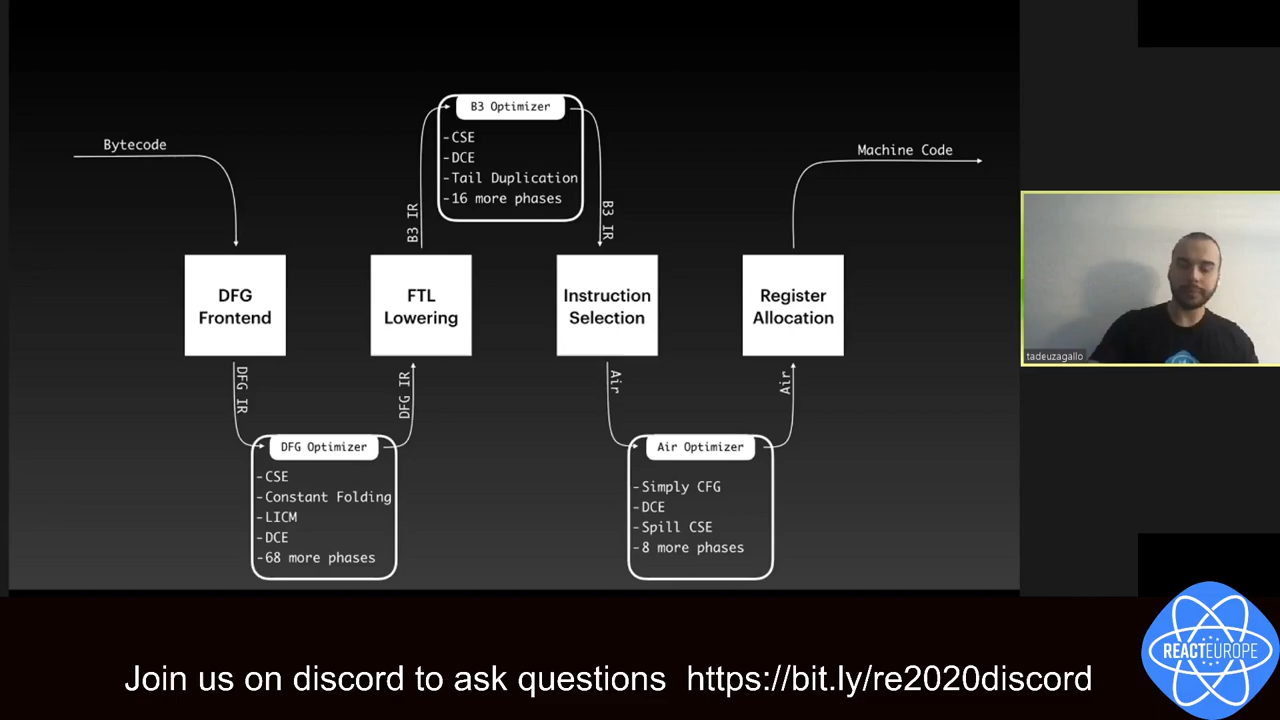 Bytecode
DFG
Frontend
DFG IR
DFG Optimizer
-CSE
-Constant Folding
-LICM
-DCE
-68 more phases
DFG IR
FTL
Lowering
B3 IR
B3 Optimizer
-CSE
-DCE
-Tail Duplication
-16 more phases
B3 IR
Instruction
Selection
Air
Air Optimizer
-Simply CFG
-DCE
-Spill CSE
-8 more phases
Air
Register
Allocation
Machine Code
tadeuzagallo
REACTEUROPE
Join us on discord to ask questions https://bit.ly/re2020discord